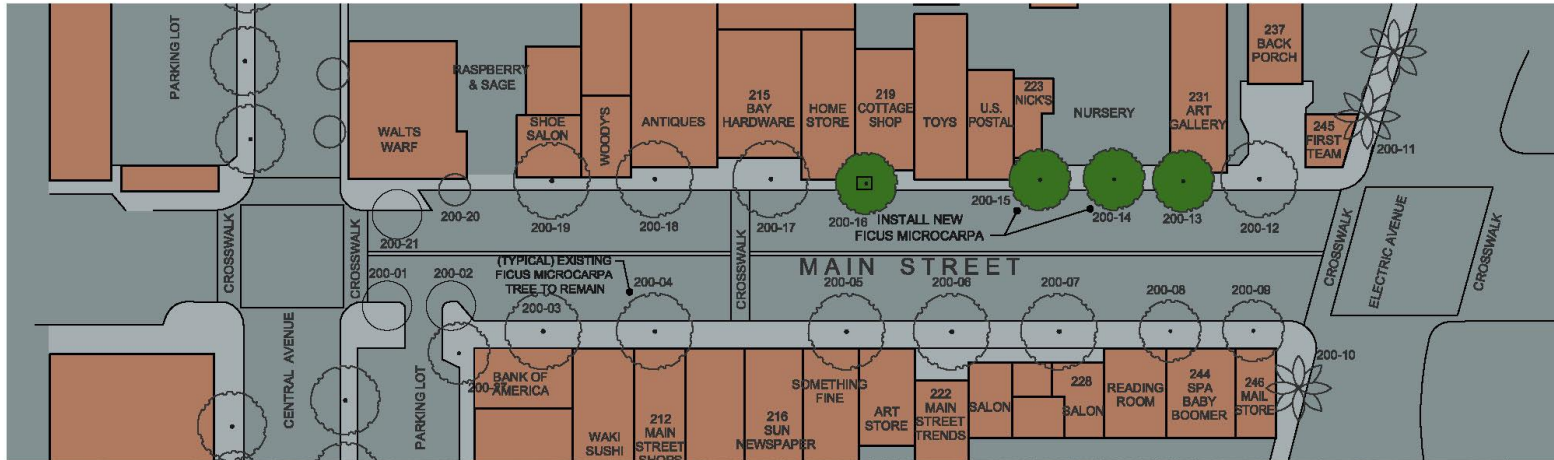 PARKING LOT
WALTS
WARF
RASPBERRY
& SAGE
SHOE
SALON
WOODY'S
ANTIQUES
215
BAY
HARDWARE
HOME
STORE
219
COTTAGE
SHOP
TOYS
U.S.
POSTAL
223
NICK'S
NURSERY
231
ART
GALLERY
237
BACK
PORCH
245
FIRST
TEAM
200-11
200-21
200-20
200-19
200-18
200-17
200-16
200-15
200-14
200-13
200-12
INSTALL NEW
FICUS MICROCARPA
CROSSWALK
CROSSWALK
CROSSWALK
CROSSWALK
ELECTRIC AVENUE
CROSSWALK
MAIN STREET
(TYPICAL) EXISTING
FICUS MICROCARPA
TREE TO REMAIN
200-01
200-02
200-03
200-04
200-05
200-06
200-07
200-08
200-09
200-10
CENTRAL AVENUE
PARKING LOT
BANK OF
AMERICA
WAKI
SUSHI
212
MAIN
STREET
SHOPS
216
SUN
NEWSPAPER
SOMETHING
FINE
ART
STORE
222
MAIN
STREET
TRENDS
SALON
228
SALON
READING
ROOM
244
SPA
BABY
BOOMER
246
MAIL
STORE